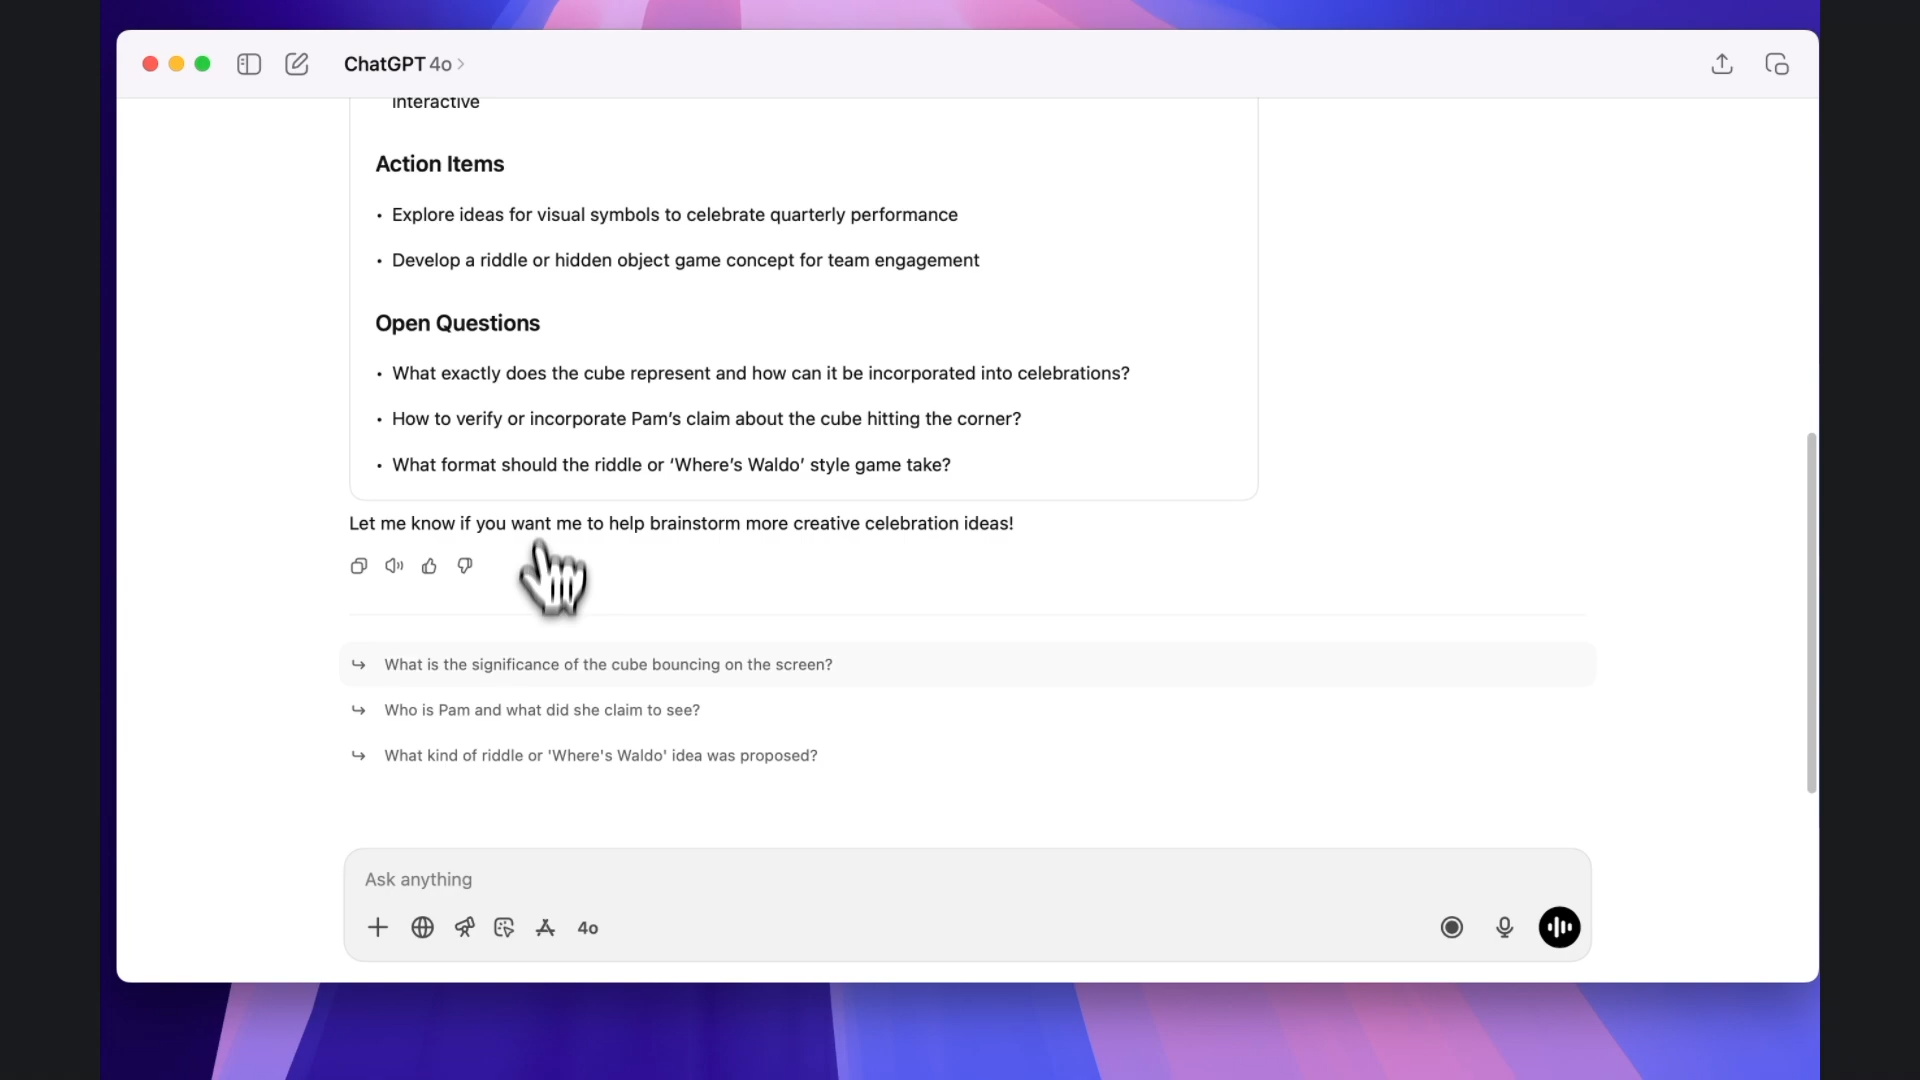 ChatGPT 4o >
interactive
Action Items
• Explore ideas for visual symbols to celebrate quarterly performance
• Develop a riddle or hidden object game concept for team engagement
Open Questions
• What exactly does the cube represent and how can it be incorporated into celebrations?
• How to verify or incorporate Pam’s claim about the cube hitting the corner?
• What format should the riddle or ‘Where’s Waldo’ style game take?
Let me know if you want me to help brainstorm more creative celebration ideas!
What is the significance of the cube bouncing on the screen?
Who is Pam and what did she claim to see?
What kind of riddle or 'Where's Waldo' idea was proposed?
Ask anything
4o